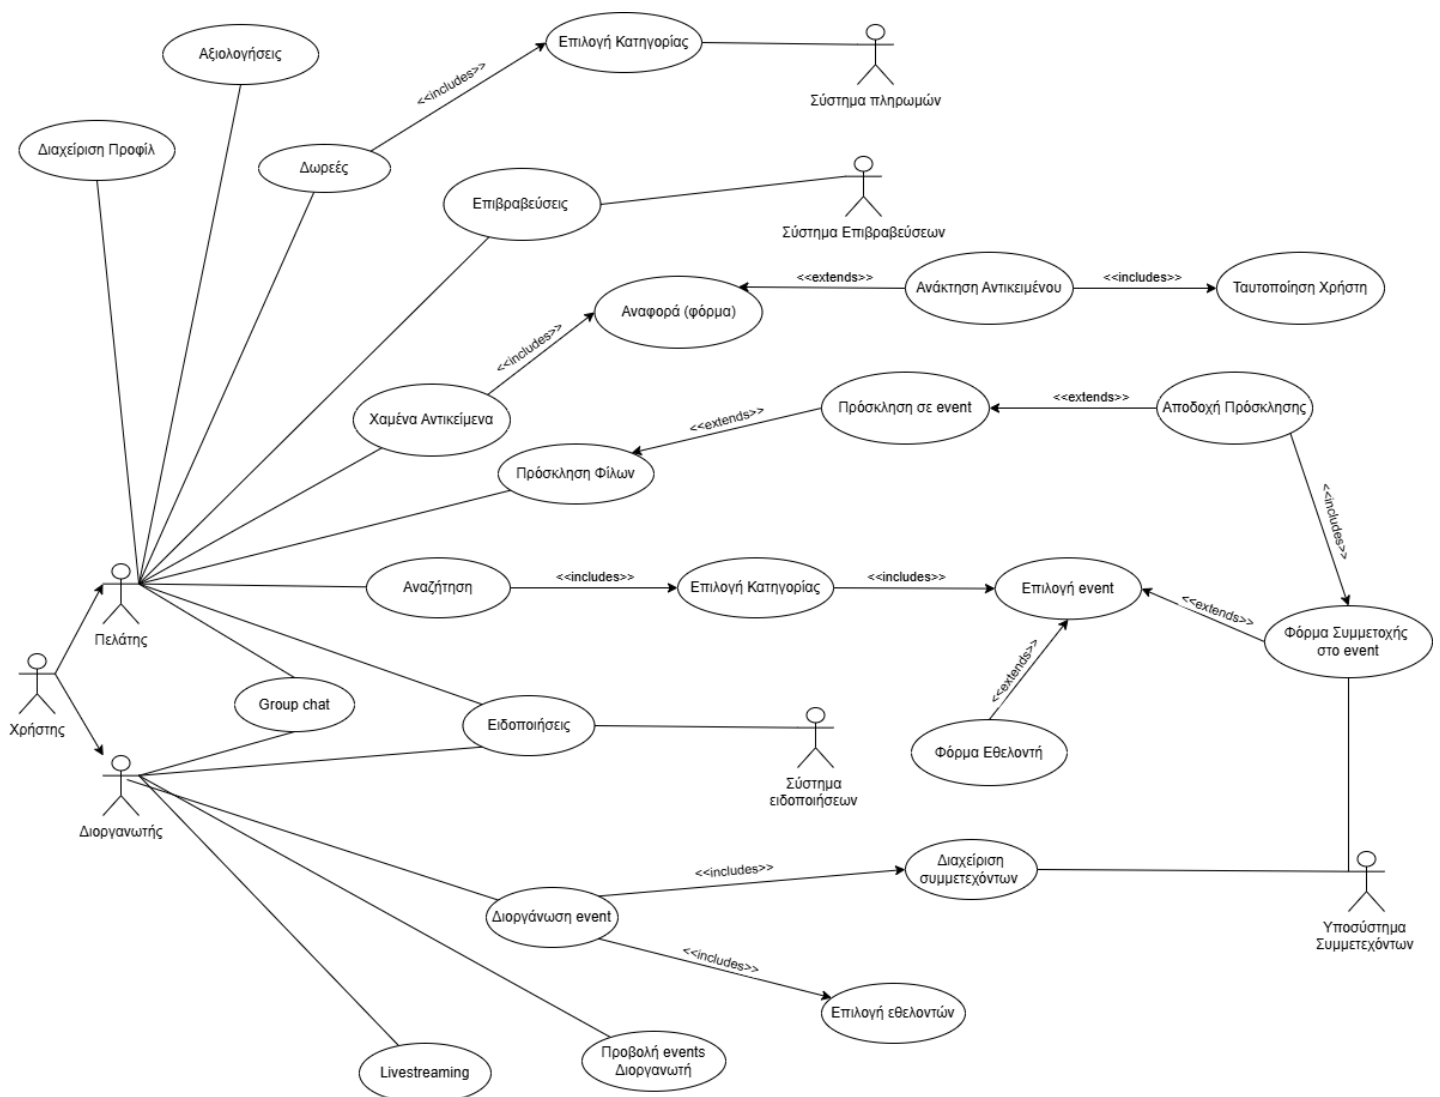 Αξιολογήσεις
Επιλογή Κατηγορίας
<<includes>>
Σύστημα πληρωμών
Διαχείριση Προφίλ
Δωρεές
Επιβραβεύσεις
Σύστημα Επιβραβεύσεων
<<extends>>
<<includes>>
Ανάκτηση Αντικειμένου
Ταυτοποίηση Χρήστη
Αναφορά (φόρμα)
<<includes>>
Χαμένα Αντικείμενα
Πρόσκληση σε event
<<extends>>
Αποδοχή Πρόσκλησης
<<extends>>
Πρόσκληση Φίλων
<<includes>>
Αναζήτηση
<<includes>>
Επιλογή Κατηγορίας
<<includes>>
Επιλογή event
<<extends>>
Φόρμα Συμμετοχής
στο event
Πελάτης
<<extends>>
Χρήστης
Group chat
Ειδοποιήσεις
Φόρμα Εθελοντή
Σύστημα
ειδοποιήσεων
Διοργανωτής
<<includes>>
Διαχείριση
συμμετεχόντων
Διοργάνωση event
Υποσύστημα
Συμμετεχόντων
<<includes>>
Επιλογή εθελοντών
Livestreaming
Προβολή events
Διοργανωτή